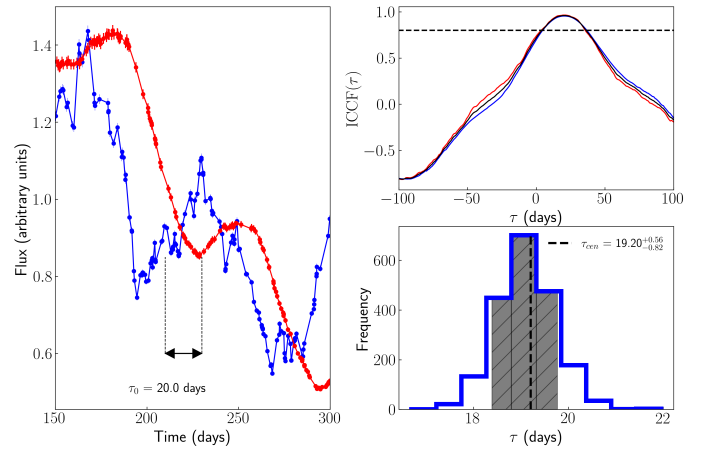 Flux (arbitrary units)
1.4
1.2
1.0
0.8
0.6
τ₀ = 20.0 days
150 200 250 300
Time (days)
ICCF(τ)
1.0
0.5
0.0
−0.5
−100 −50 0 50 100
τ (days)
Frequency
600
400
200
0
τcen = 19.20+0.56−0.82
18 20 22
τ (days)